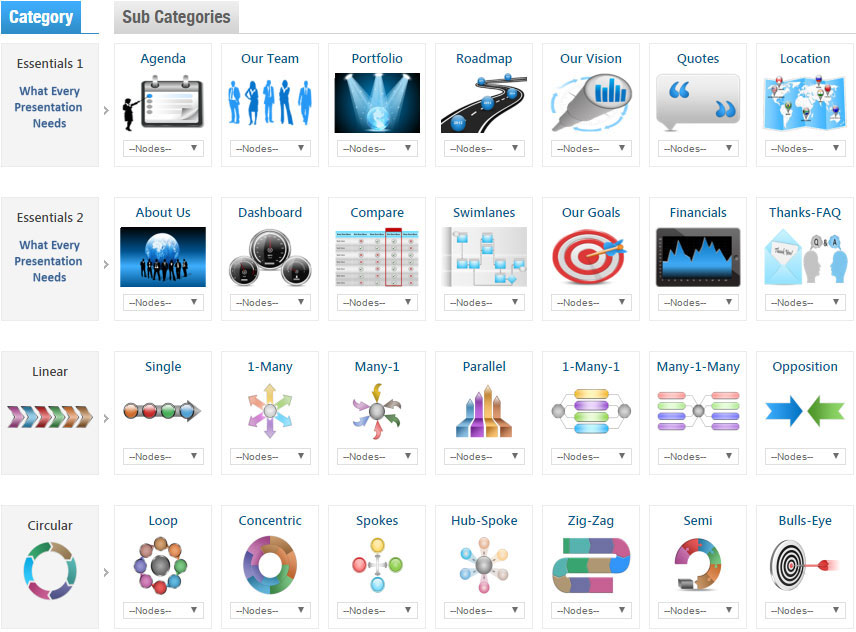 Category
Sub Categories
Essentials 1
What Every
Presentation
Needs
Agenda
Our Team
Portfolio
Roadmap
Our Vision
Quotes
Location
--Nodes--
--Nodes--
--Nodes--
--Nodes--
--Nodes--
--Nodes--
--Nodes--
Essentials 2
What Every
Presentation
Needs
About Us
Dashboard
Compare
Swimlanes
Our Goals
Financials
Thanks-FAQ
Thank You!
Q & A
--Nodes--
--Nodes--
--Nodes--
--Nodes--
--Nodes--
--Nodes--
--Nodes--
Linear
Single
1-Many
Many-1
Parallel
1-Many-1
Many-1-Many
Opposition
--Nodes--
--Nodes--
--Nodes--
--Nodes--
--Nodes--
--Nodes--
--Nodes--
Circular
Loop
Concentric
Spokes
Hub-Spoke
Zig-Zag
Semi
Bulls-Eye
--Nodes--
--Nodes--
--Nodes--
--Nodes--
--Nodes--
--Nodes--
--Nodes--